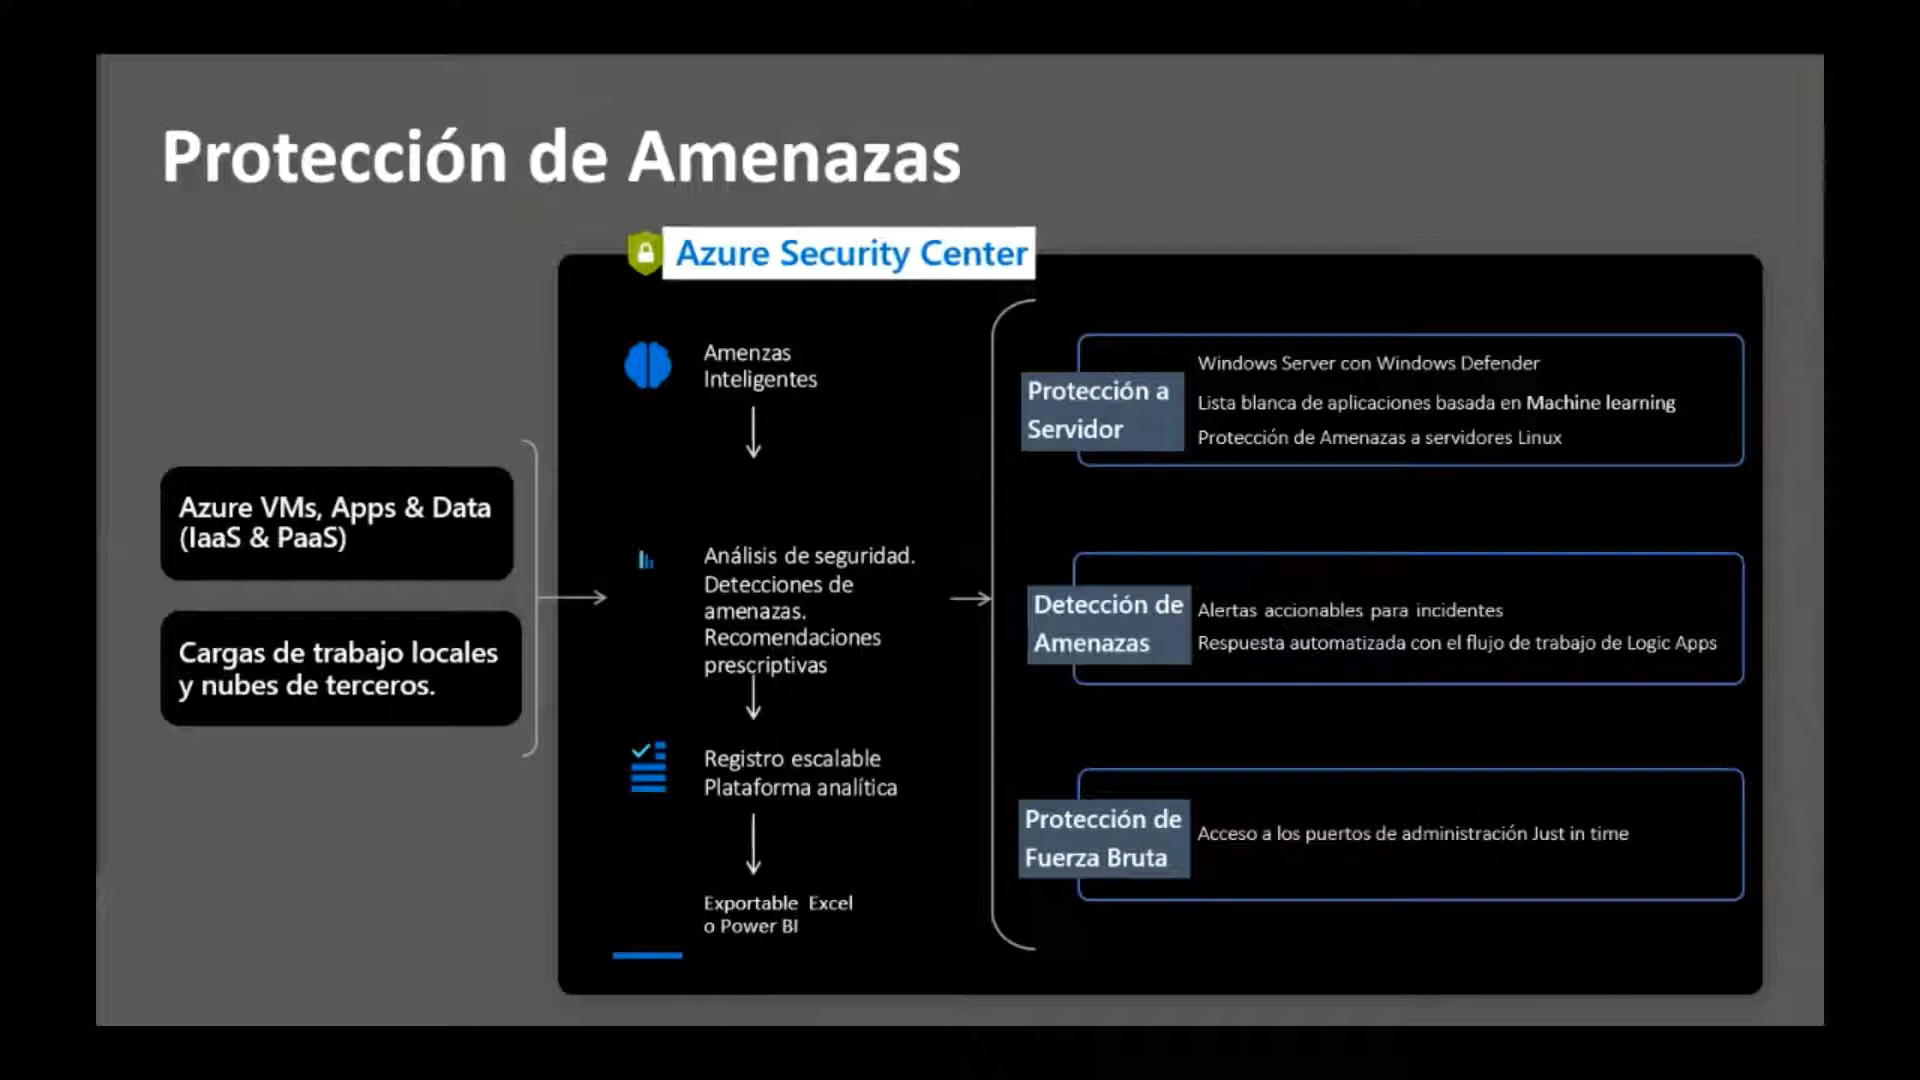 Protección de Amenazas
Azure Security Center
Azure VMs, Apps & Data
(IaaS & PaaS)
Cargas de trabajo locales
y nubes de terceros.
Amenzas
Inteligentes
Análisis de seguridad.
Detecciones de
amenazas.
Recomendaciones
prescriptivas
Registro escalable
Plataforma analítica
Exportable Excel
o Power BI
Protección a
Servidor
Windows Server con Windows Defender
Lista blanca de aplicaciones basada en Machine learning
Protección de Amenazas a servidores Linux
Detección de
Amenazas
Alertas accionables para incidentes
Respuesta automatizada con el flujo de trabajo de Logic Apps
Protección de
Fuerza Bruta
Acceso a los puertos de administración Just in time